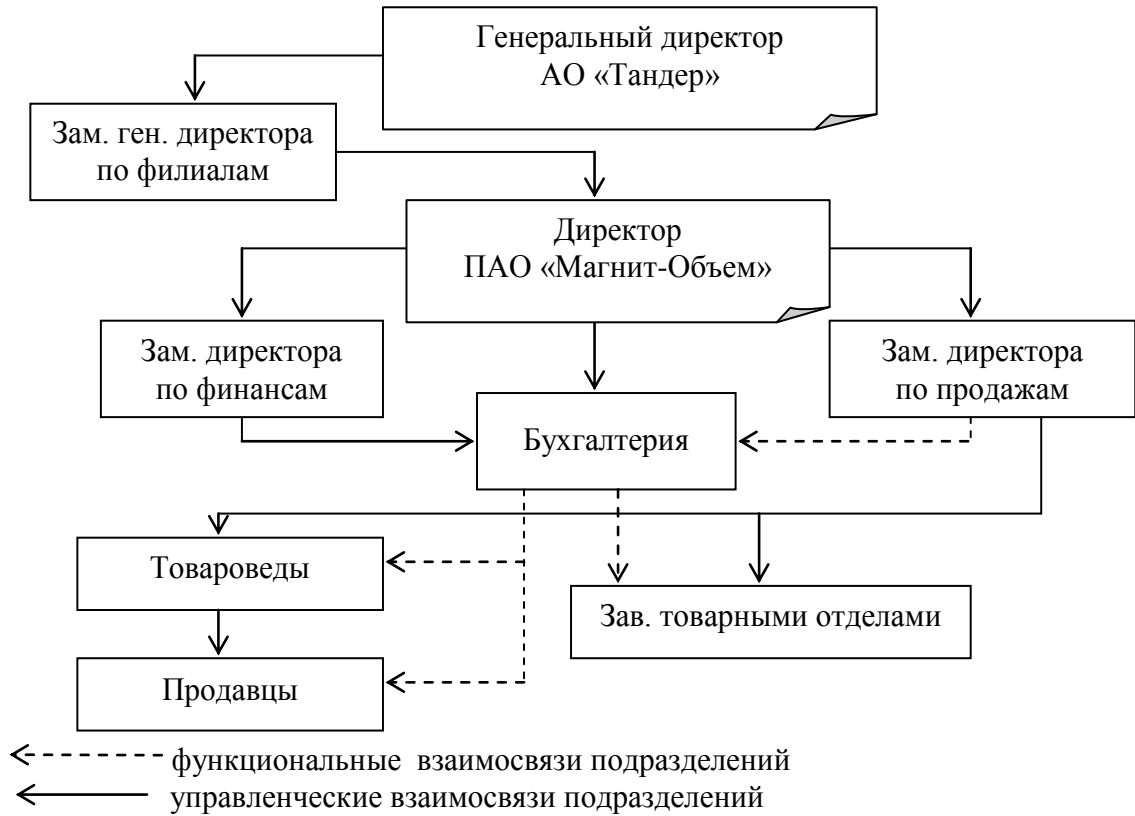 Генеральный директор
АО «Тандер»
Зам. ген. директора
по филиалам
Директор
ПАО «Магнит-Объем»
Зам. директора
по финансам
Зам. директора
по продажам
Бухгалтерия
Товароведы
Зав. товарными отделами
Продавцы
функциональные взаимосвязи подразделений
управленческие взаимосвязи подразделений